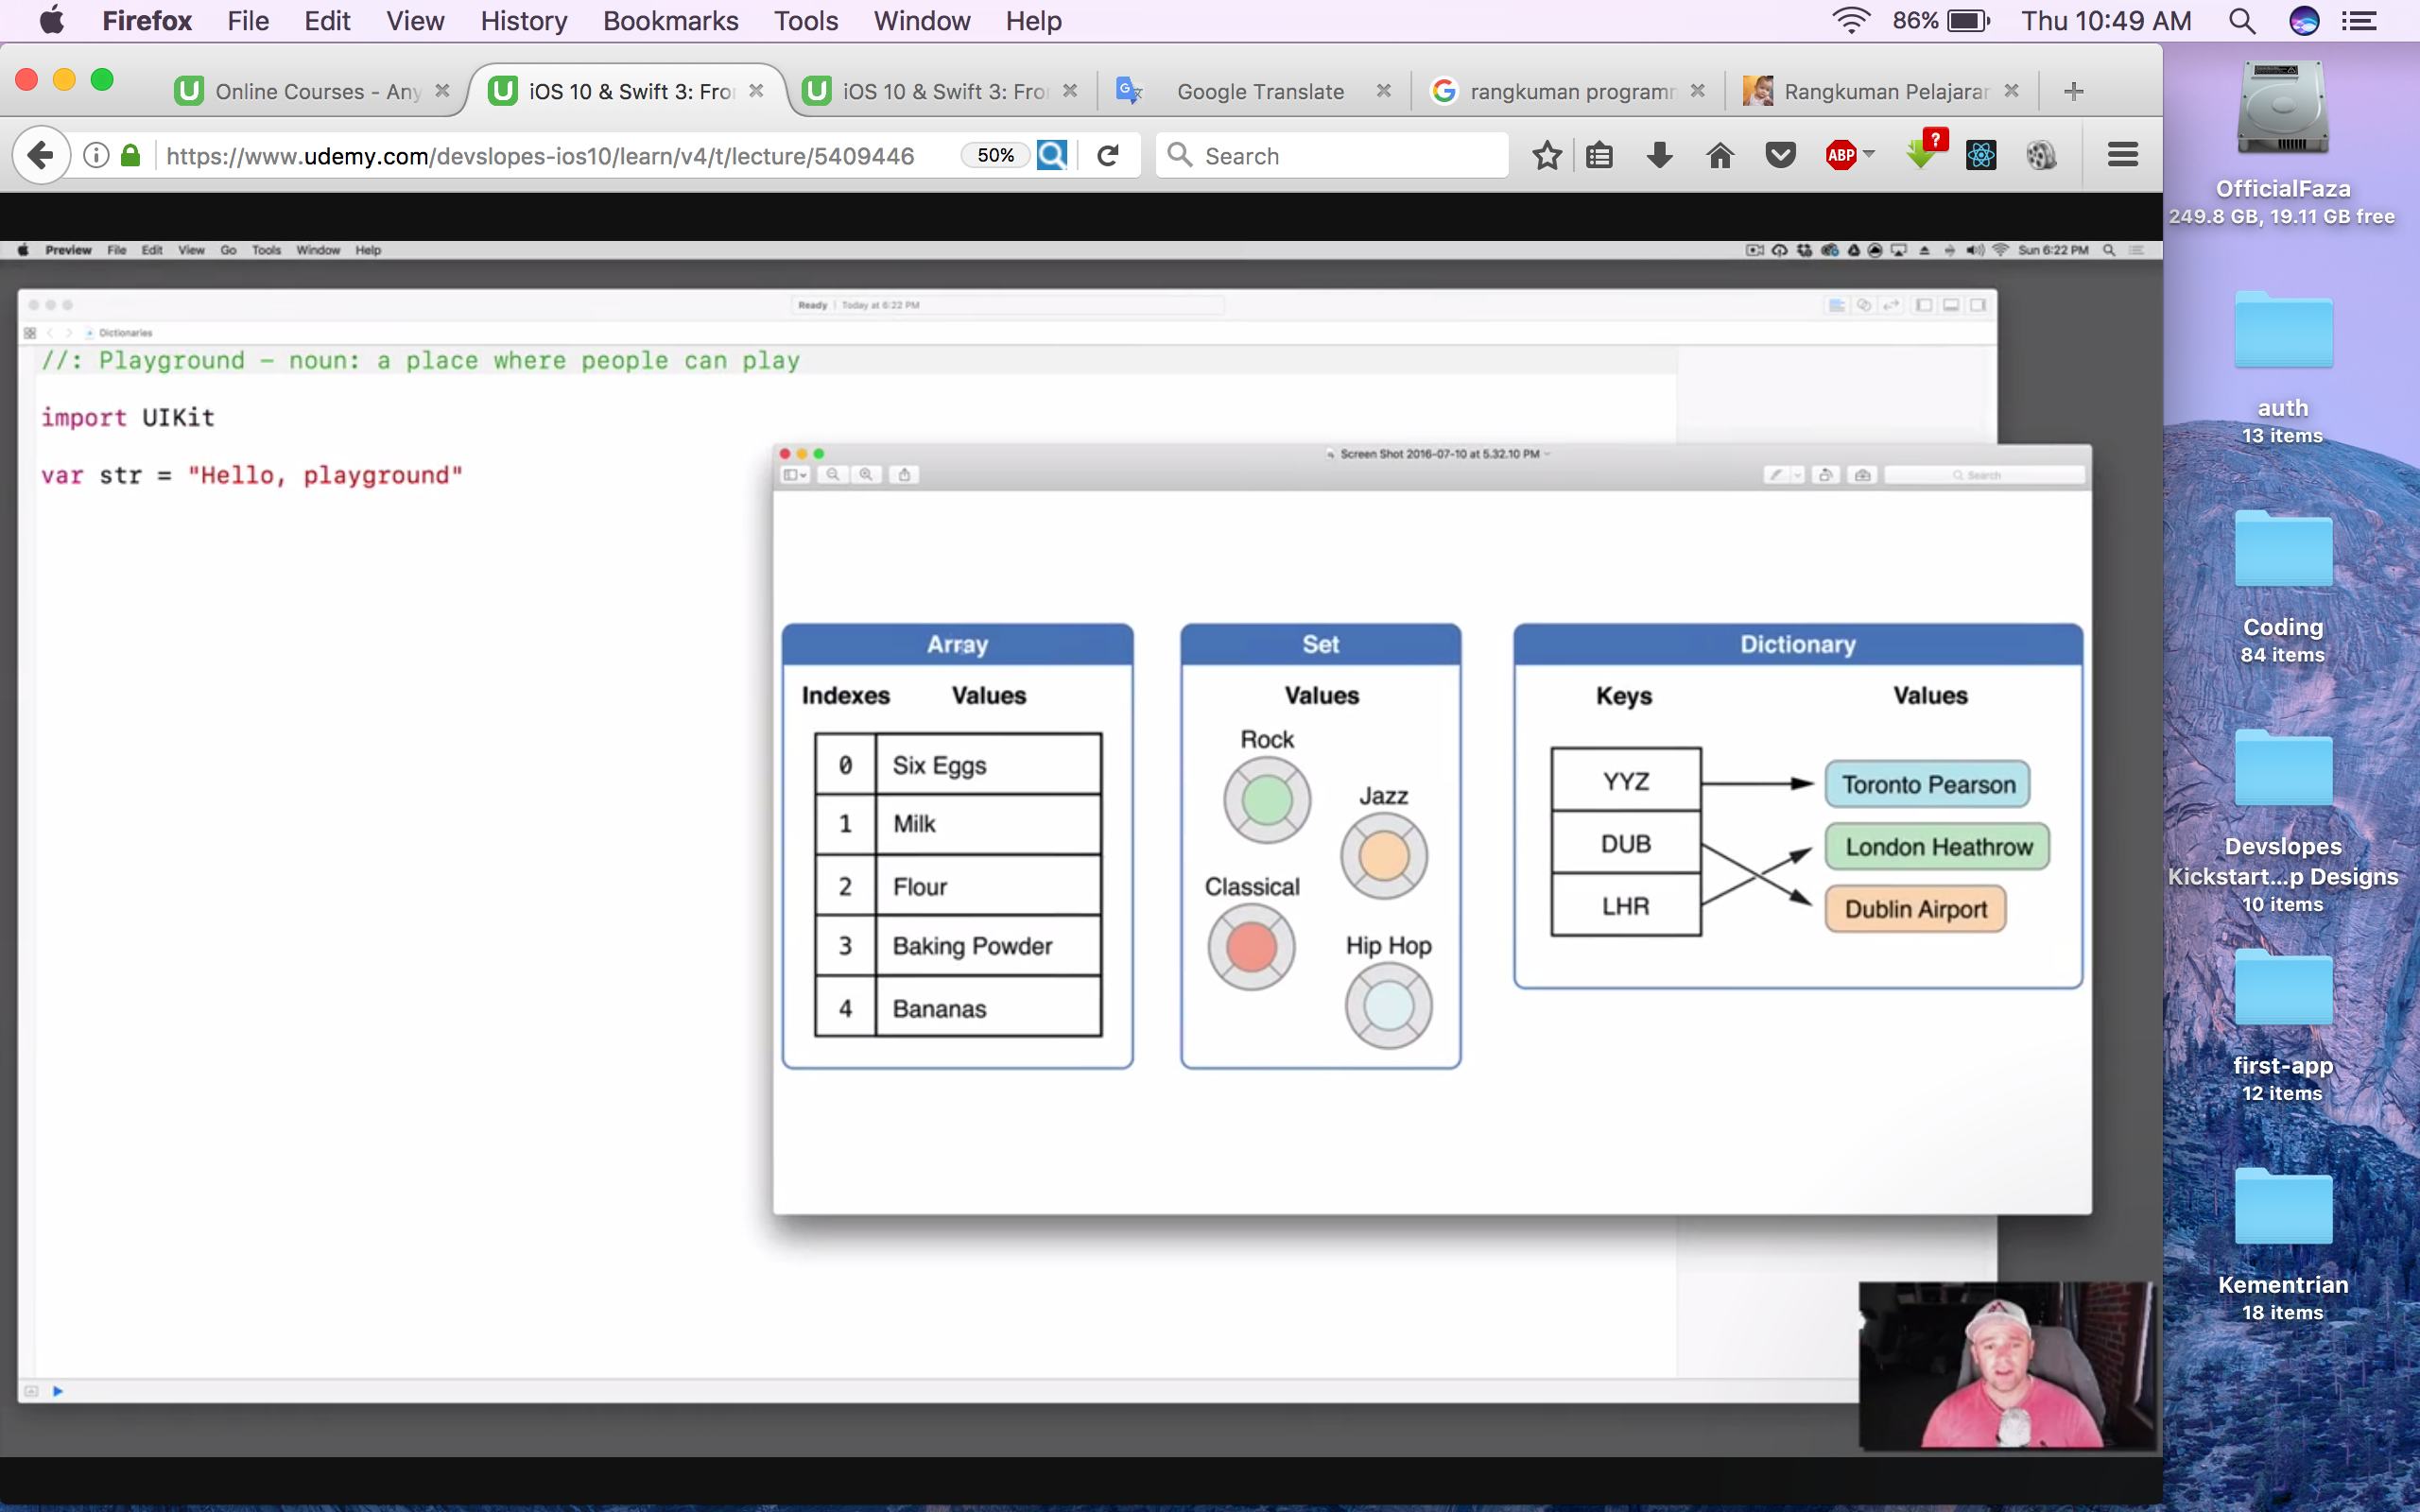 Firefox File Edit View History Bookmarks Tools Window Help 86% Thu 10:49 AM
Online Courses - Any iOS 10 & Swift 3: Fro iOS 10 & Swift 3: Fro Google Translate rangkuman programm Rangkuman Pelajaran
https://www.udemy.com/devslopes-ios10/learn/v4/t/lecture/5409446 50% Search ABP ?
OfficialFaza
249.8 GB, 19.11 GB free
Preview File Edit View Go Tools Window Help Sun 6:22 PM
Ready | Today at 6:22 PM
Dictionaries
//: Playground – noun: a place where people can play
import UIKit
var str = "Hello, playground"
Screen Shot 2016-07-10 at 5.32.10 PM
Search
Array
Indexes Values
0 Six Eggs
1 Milk
2 Flour
3 Baking Powder
4 Bananas
Set
Values
Rock
Jazz
Classical
Hip Hop
Dictionary
Keys Values
YYZ Toronto Pearson
DUB London Heathrow
LHR Dublin Airport
auth
13 items
Coding
84 items
Devslopes
Kickstart...p Designs
10 items
first-app
12 items
Kementrian
18 items